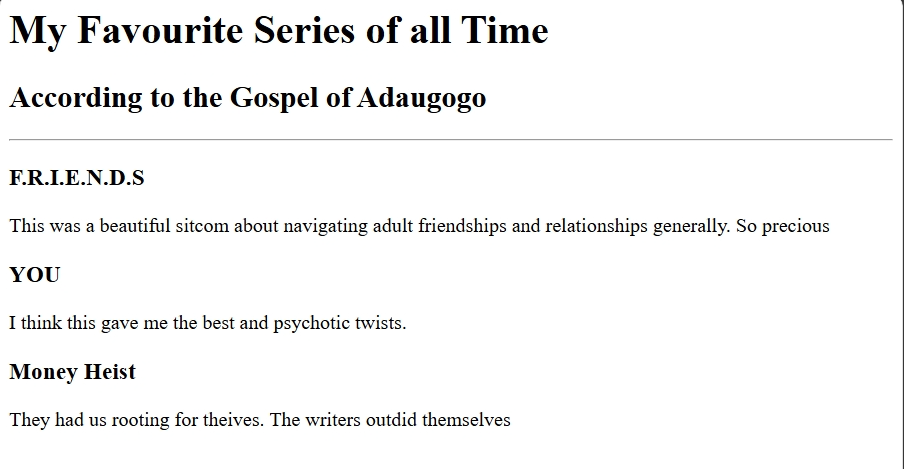 My Favourite Series of all Time
According to the Gospel of Adaugogo
F.R.I.E.N.D.S
This was a beautiful sitcom about navigating adult friendships and relationships generally. So precious
YOU
I think this gave me the best and psychotic twists.
Money Heist
They had us rooting for theives. The writers outdid themselves